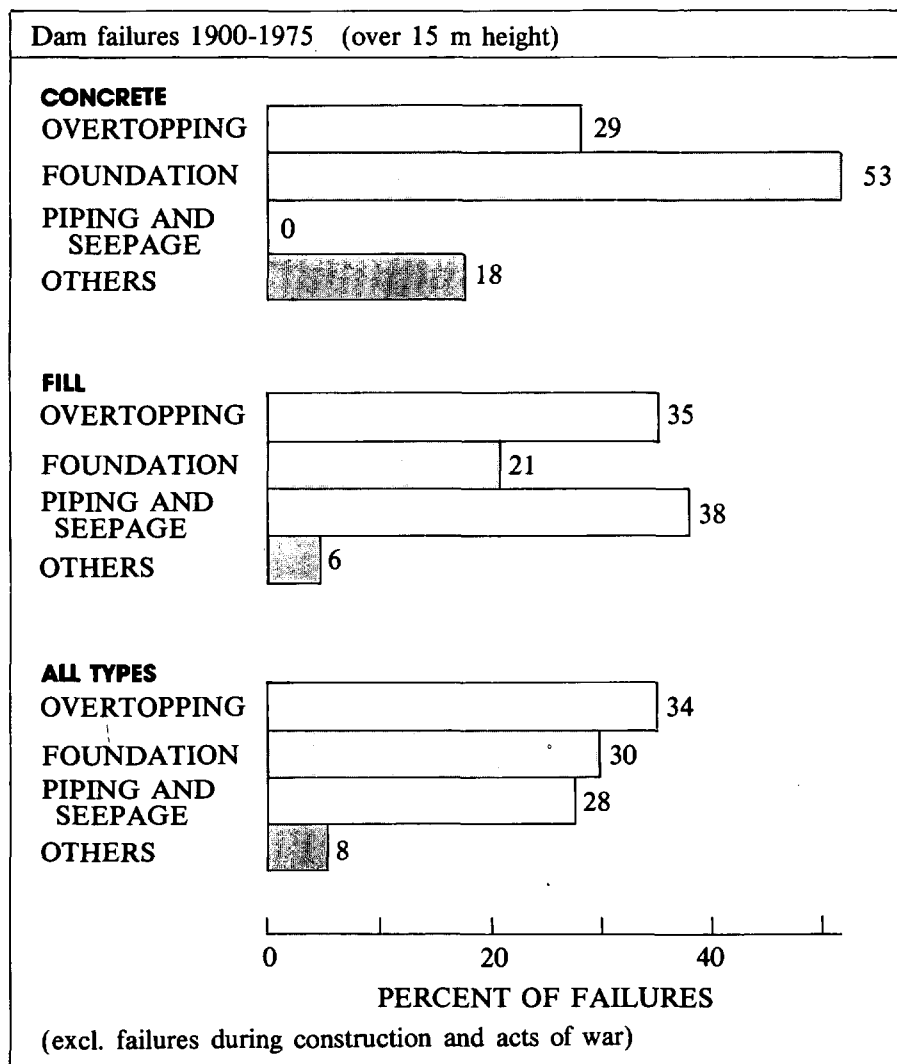 Dam failures 1900-1975 (over 15 m height)
CONCRETE
OVERTOPPING 29
FOUNDATION 53
PIPING AND
SEEPAGE 0
OTHERS 18
FILL
OVERTOPPING 35
FOUNDATION 21
PIPING AND
SEEPAGE 38
OTHERS 6
ALL TYPES
OVERTOPPING 34
FOUNDATION 30
PIPING AND
SEEPAGE 28
OTHERS 8
0 20 40
PERCENT OF FAILURES
(excl. failures during construction and acts of war)